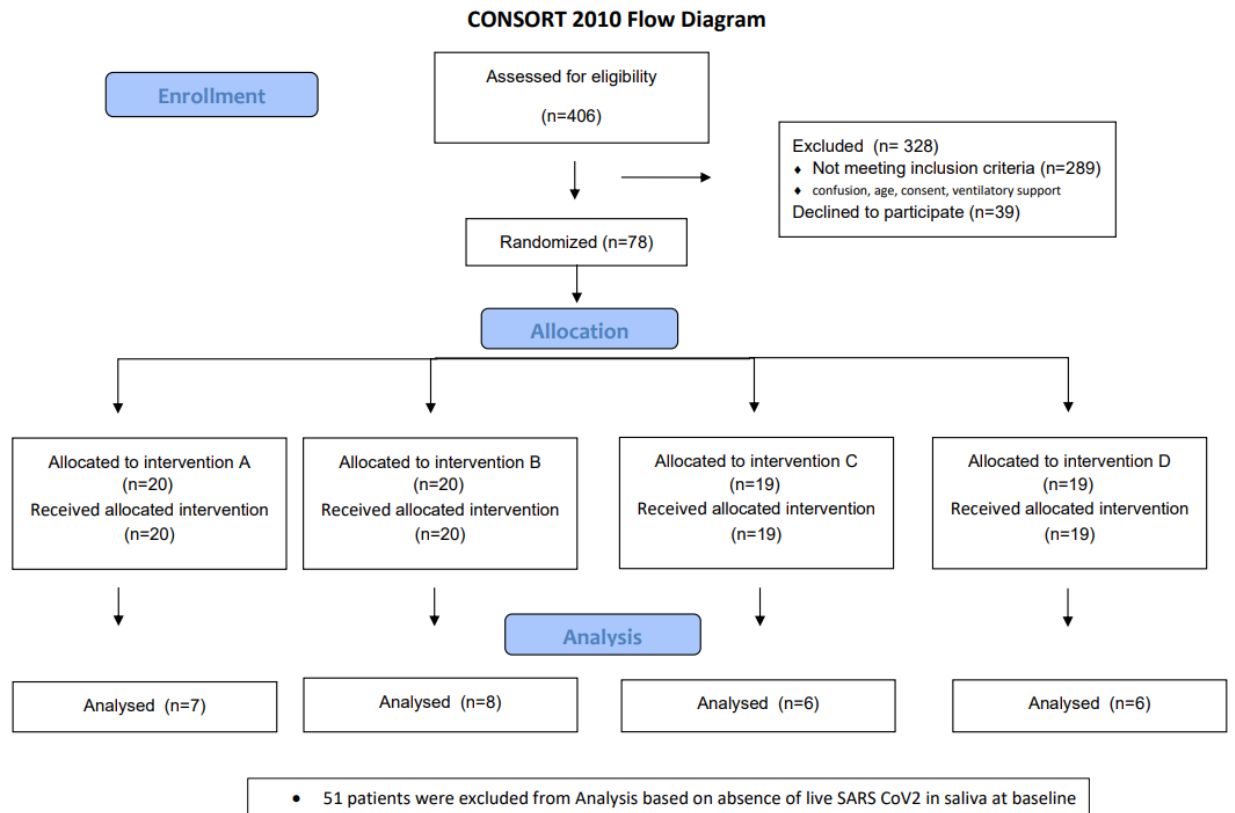 CONSORT 2010 Flow Diagram
Enrollment
Assessed for eligibility
(n=406)
Excluded (n= 328)
♦ Not meeting inclusion criteria (n=289)
♦ confusion, age, consent, ventilatory support
Declined to participate (n=39)
Randomized (n=78)
Allocation
Allocated to intervention A
(n=20)
Received allocated intervention
(n=20)
Allocated to intervention B
(n=20)
Received allocated intervention
(n=20)
Allocated to intervention C
(n=19)
Received allocated intervention
(n=19)
Allocated to intervention D
(n=19)
Received allocated intervention
(n=19)
Analysis
Analysed (n=7)
Analysed (n=8)
Analysed (n=6)
Analysed (n=6)
• 51 patients were excluded from Analysis based on absence of live SARS CoV2 in saliva at baseline